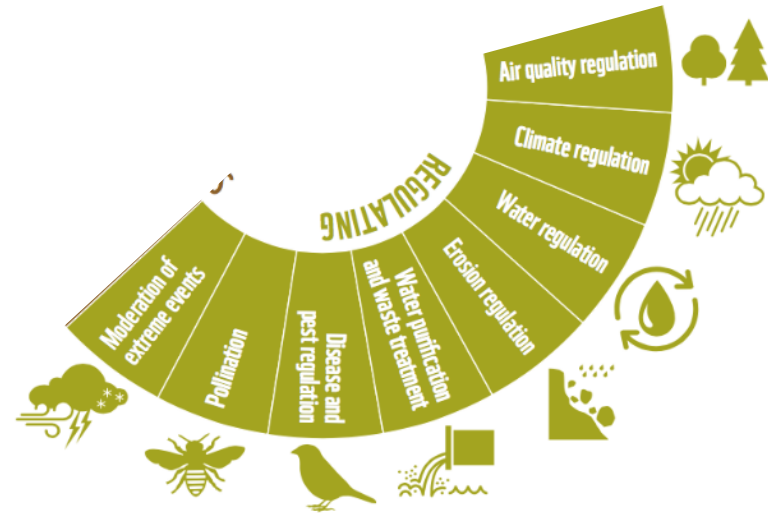 Air quality regulation
Climate regulation
Water regulation
Erosion regulation
Water purification
and waste treatment
Disease and
pest regulation
Pollination
Moderation of
extreme events
REGULATING